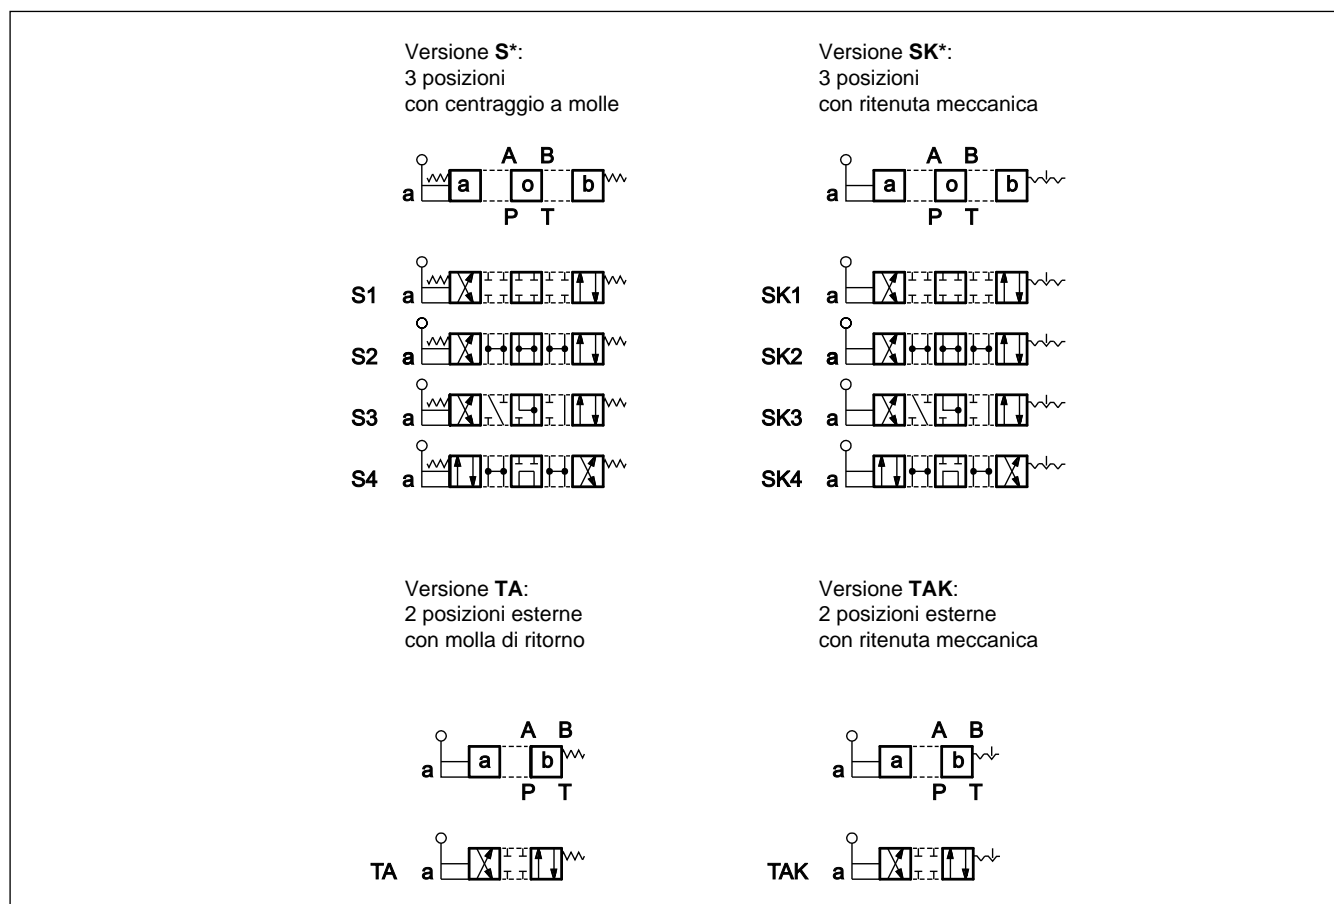 Versione S*:
3 posizioni
con centraggio a molle
A B
a a o b
P T
S1 a
S2 a
S3 a
S4 a
Versione SK*:
3 posizioni
con ritenuta meccanica
A B
a a o b
P T
SK1 a
SK2 a
SK3 a
SK4 a
Versione TA:
2 posizioni esterne
con molla di ritorno
A B
a a b
P T
TA a
Versione TAK:
2 posizioni esterne
con ritenuta meccanica
A B
a a b
P T
TAK a